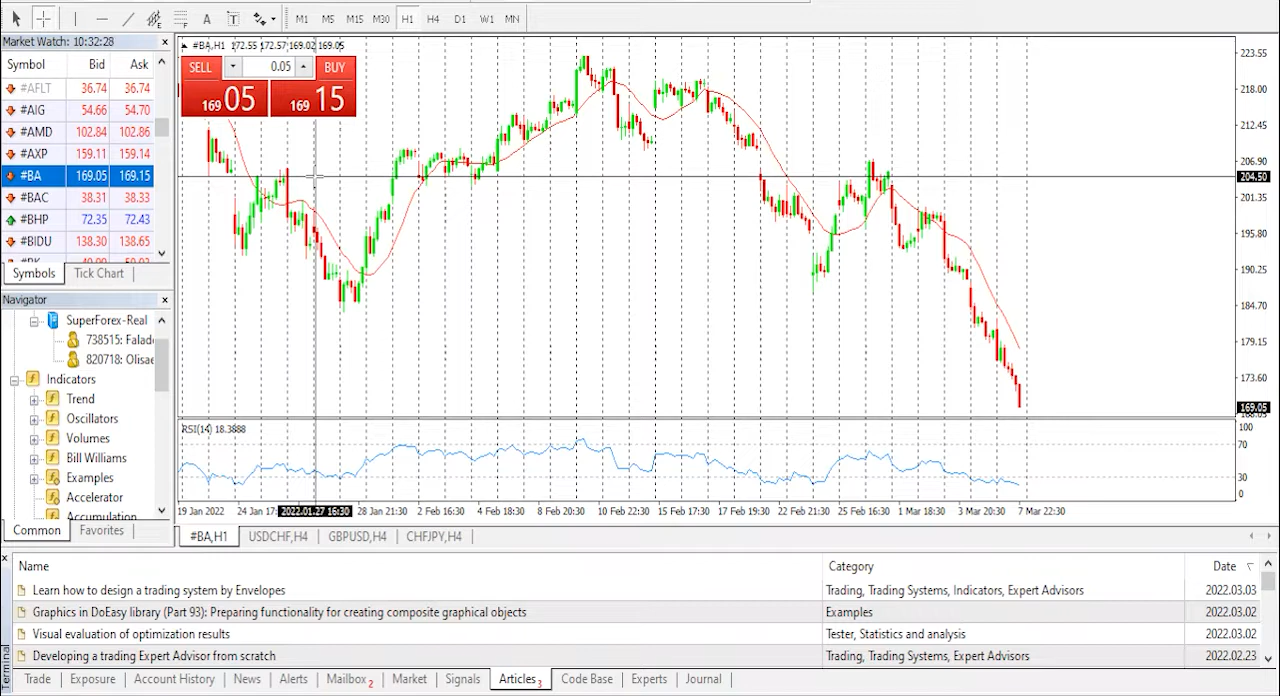 A T M1 M5 M15 M30 H1 H4 D1 W1 MN
Market Watch: 10:32:28
Symbol Bid Ask
#AFLT 36.74 36.74
#AIG 54.66 54.70
#AMD 102.84 102.86
#AXP 159.11 159.14
#BA 169.05 169.15
#BAC 38.31 38.33
#BHP 72.35 72.43
#BIDU 138.30 138.65
Symbols Tick Chart
Navigator
SuperForex-Real
738515: Falad
820718: Olisae
Indicators
Trend
Oscillators
Volumes
Bill Williams
Examples
Accelerator
Accumulation
Common Favorites
#BA,H1 172.55 172.57 169.02 169.05
SELL 0.05 BUY
169 05 169 15
223.55
218.00
212.45
206.90
204.50
201.35
195.80
190.25
184.70
179.15
173.60
169.05
RSI(14) 18.3888
100
70
30
0
19 Jan 2022 24 Jan 17: 2022.01.27 16:30 28 Jan 21:30 2 Feb 16:30 4 Feb 18:30 8 Feb 20:30 10 Feb 22:30 15 Feb 17:30 17 Feb 19:30 22 Feb 21:30 25 Feb 16:30 1 Mar 18:30 3 Mar 20:30 7 Mar 22:30
#BA,H1 USDCHF,H4 GBPUSD,H4 CHFJPY,H4
Name Category Date
Learn how to design a trading system by Envelopes Trading, Trading Systems, Indicators, Expert Advisors 2022.03.03
Graphics in DoEasy library (Part 93): Preparing functionality for creating composite graphical objects Examples 2022.03.02
Visual evaluation of optimization results Tester, Statistics and analysis 2022.03.02
Developing a trading Expert Advisor from scratch Trading, Trading Systems, Expert Advisors 2022.02.23
Terminal
Trade Exposure Account History News Alerts Mailbox 2 Market Signals Articles 3 Code Base Experts Journal